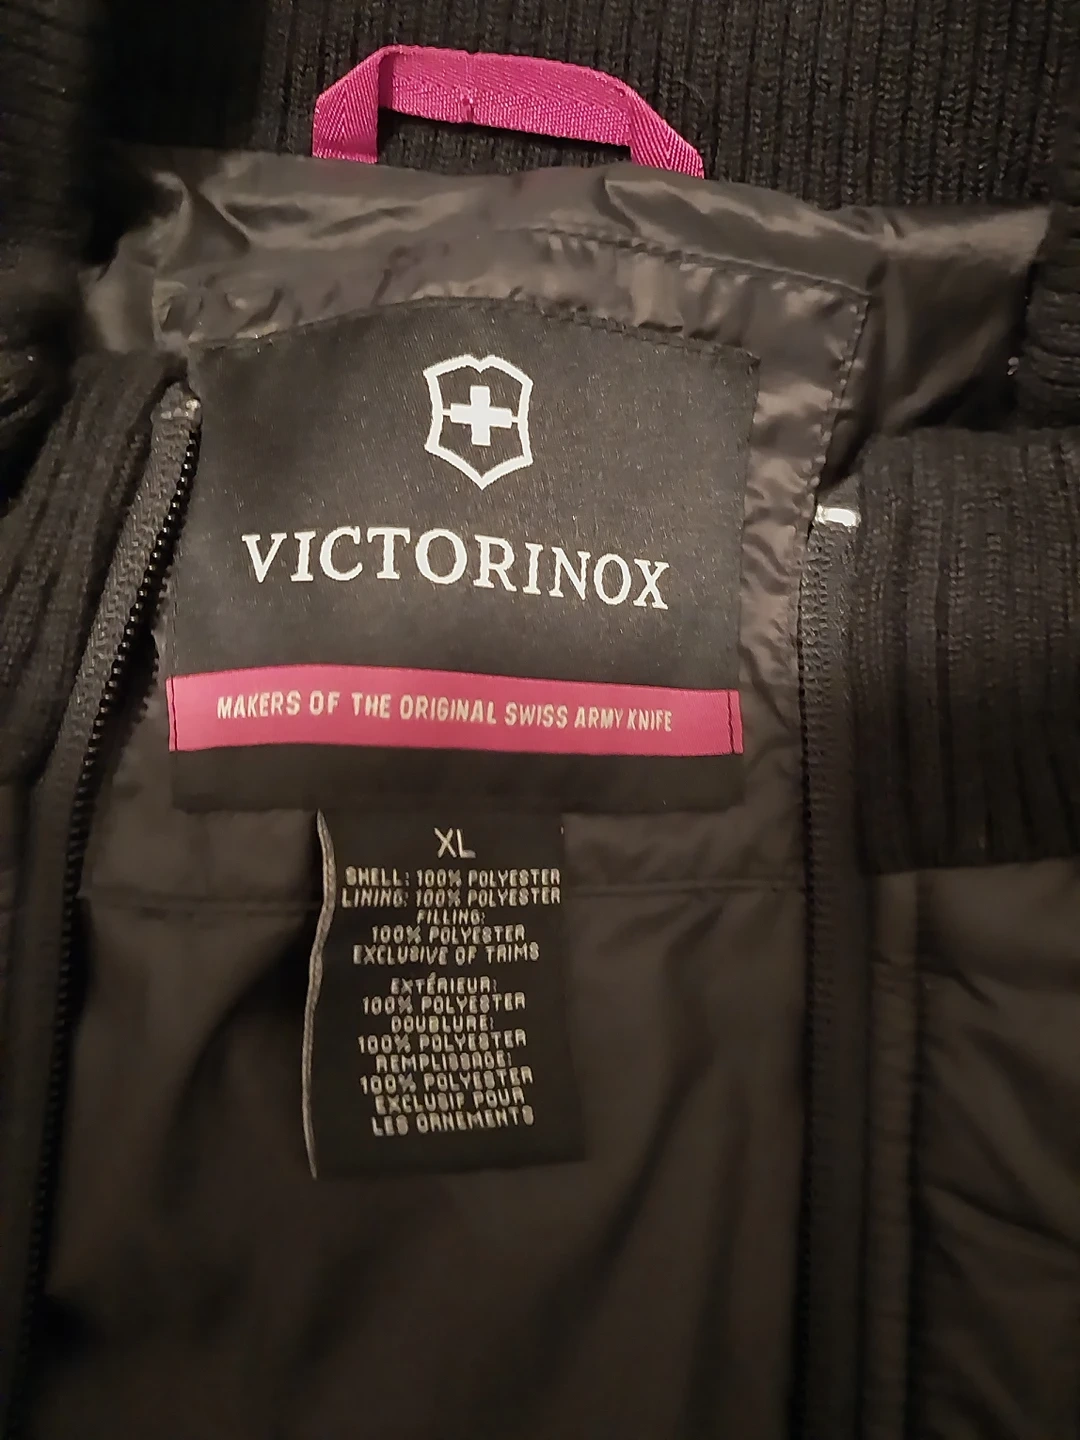 VICTORINOX
MAKERS OF THE ORIGINAL SWISS ARMY KNIFE
XL
SHELL: 100% POLYESTER
LINING: 100% POLYESTER
FILLING:
100% POLYESTER
EXCLUSIVE OF TRIMS
EXTÉRIEUR:
100% POLYESTER
DOUBLURE:
100% POLYESTER
REMPLISSAGE:
100% POLYESTER
EXCLUSIF POUR
LES ORNEMENTS